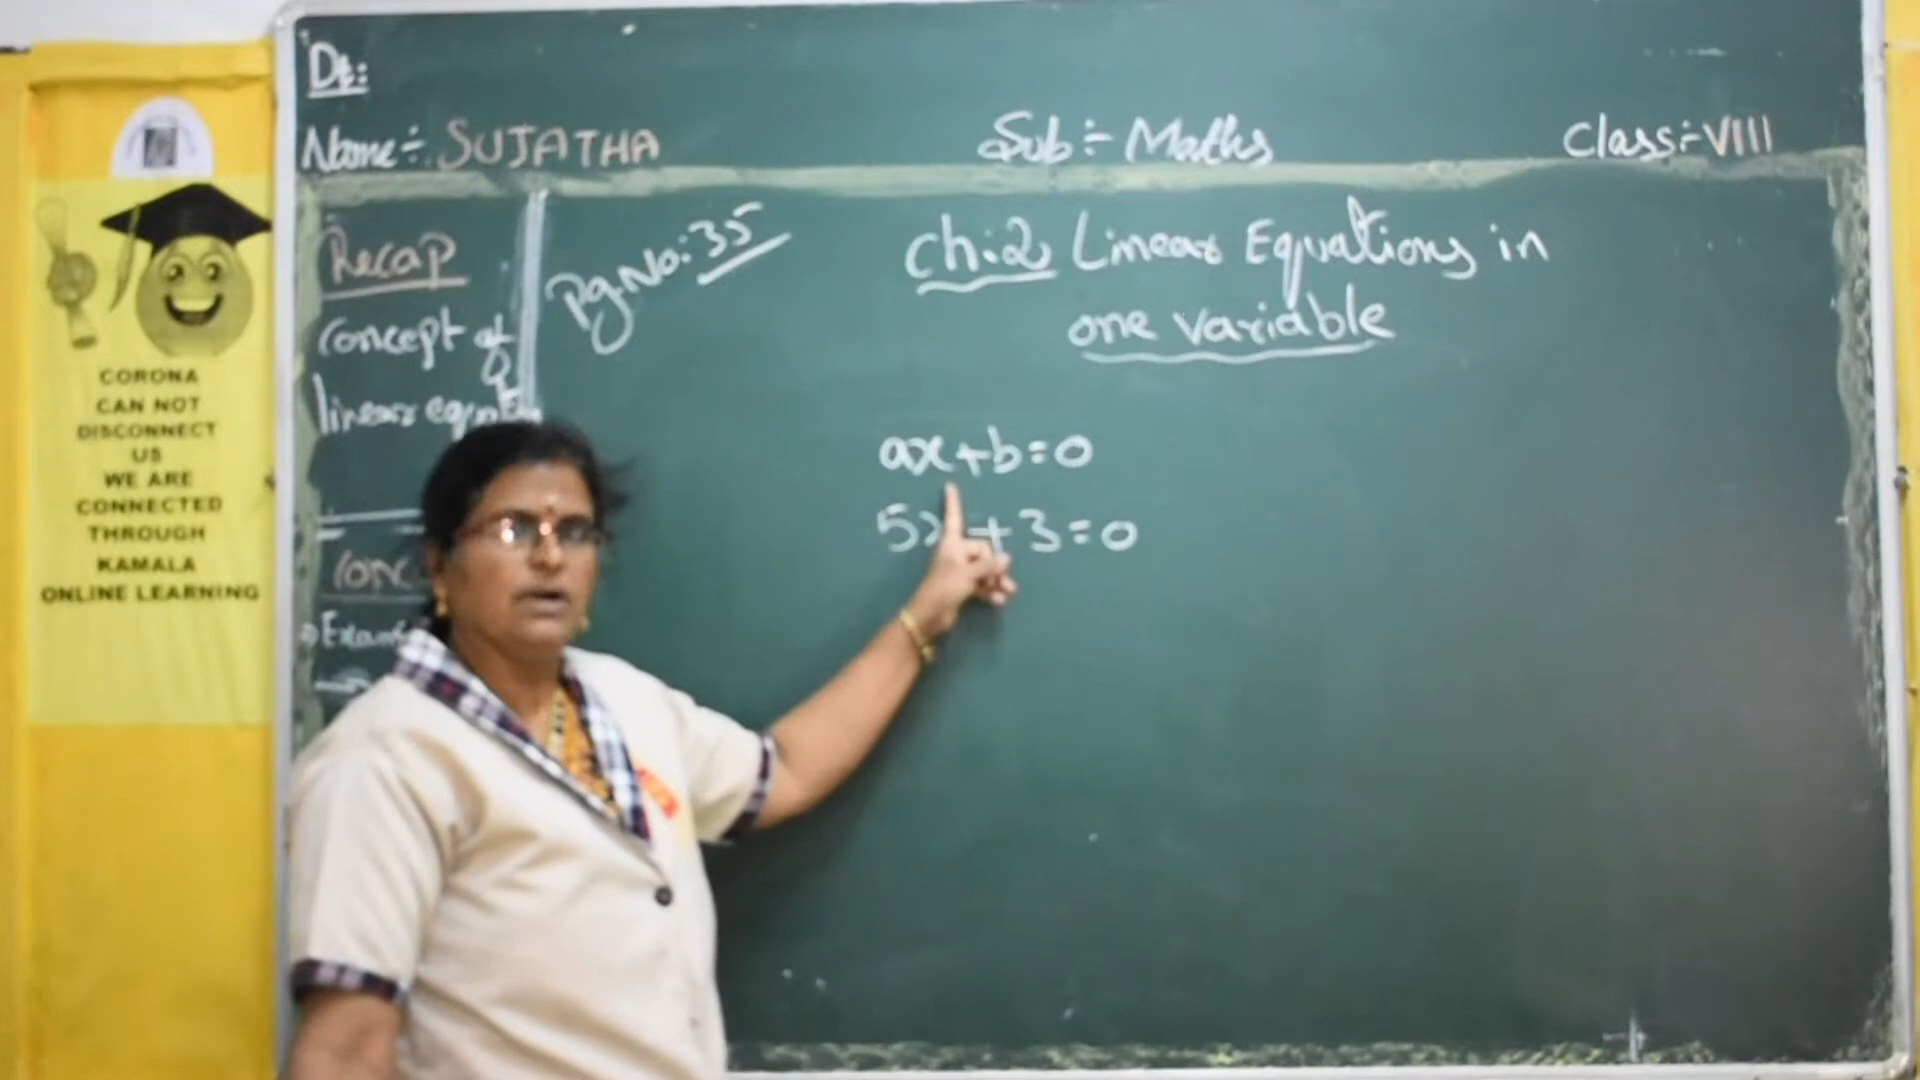 CORONA
CAN NOT
DISCONNECT
US
WE ARE
CONNECTED
THROUGH
KAMALA
ONLINE LEARNING
Dt:
Name:- SUJATHA
Sub:- Maths
Class:- VIII
Recap
Concept of
linear
Pg.No:35
Ch:2 Linear Equations in
one variable
ax+b=0
5x+3=0